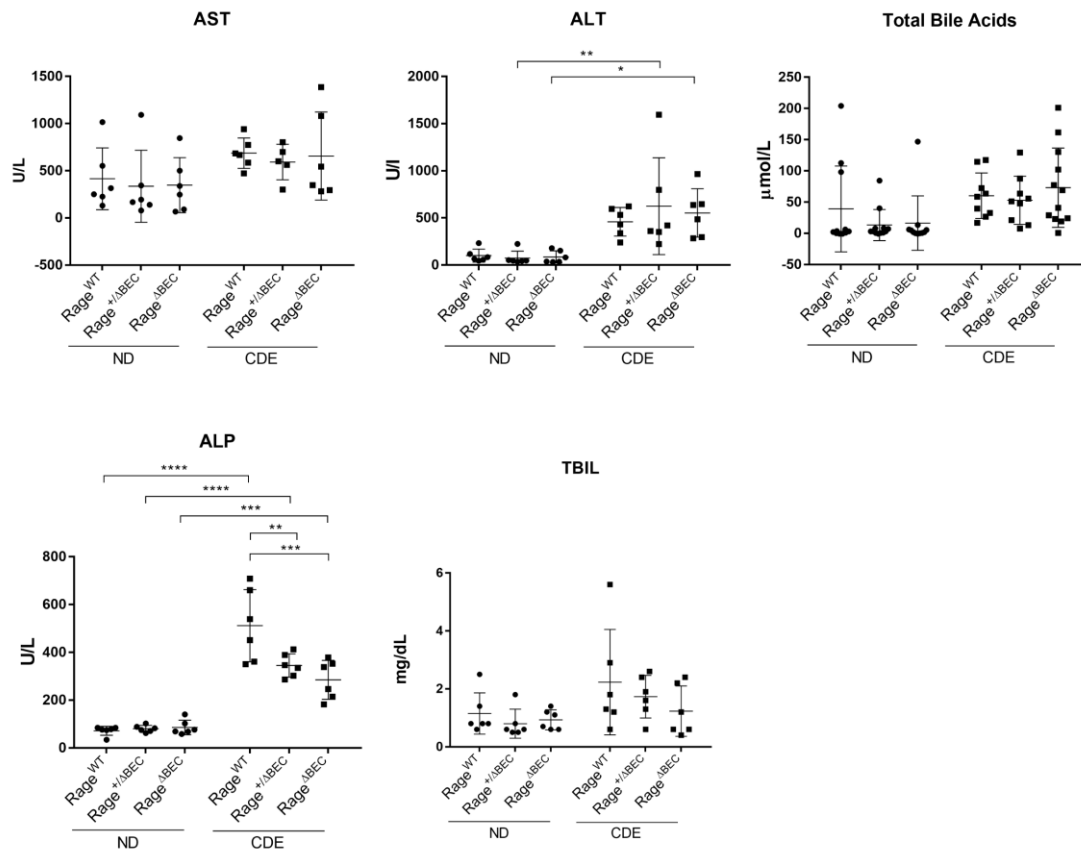 AST
U/L
1500
1000
500
0
-500
Rage WT
Rage +/ΔBEC
Rage ΔBEC
Rage WT
Rage +/ΔBEC
Rage ΔBEC
ND
CDE
ALT
**
*
U/l
2000
1500
1000
500
0
Rage WT
Rage +/ΔBEC
Rage ΔBEC
Rage WT
Rage +/ΔBEC
Rage ΔBEC
ND
CDE
Total Bile Acids
μmol/L
250
200
150
100
50
0
-50
Rage WT
Rage +/ΔBEC
Rage ΔBEC
Rage WT
Rage +/ΔBEC
Rage ΔBEC
ND
CDE
ALP
****
****
***
**
***
U/L
800
600
400
200
0
Rage WT
Rage +/ΔBEC
Rage ΔBEC
Rage WT
Rage +/ΔBEC
Rage ΔBEC
ND
CDE
TBIL
mg/dL
6
4
2
0
Rage WT
Rage +/ΔBEC
Rage ΔBEC
Rage WT
Rage +/ΔBEC
Rage ΔBEC
ND
CDE